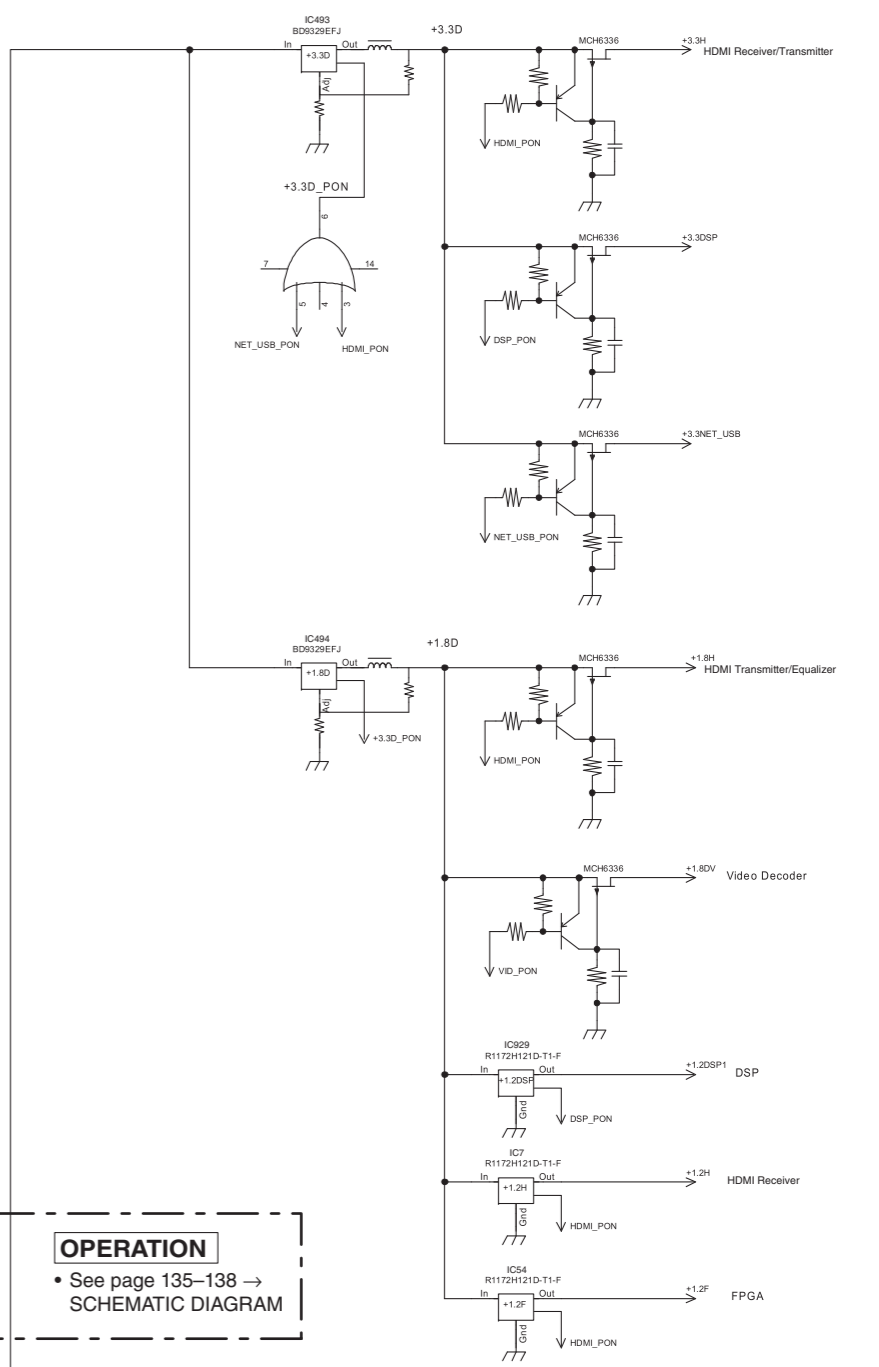 IC493
BD9329EFJ
In
Out
+3.3D
Adj
+3.3D
MCH6336
+3.3H
HDMI Receiver/Transmitter
HDMI_PON
+3.3D_PON
6
7
14
5
4
3
NET_USB_PON
HDMI_PON
MCH6336
+3.3DSP
DSP_PON
MCH6336
+3.3NET_USB
NET_USB_PON
IC494
BD9329EFJ
In
Out
+1.8D
Adj
+3.3D_PON
+1.8D
MCH6336
+1.8H
HDMI Transmitter/Equalizer
HDMI_PON
MCH6336
+1.8DV
Video Decoder
VID_PON
IC929
R1172H121D-T1-F
In
Out
+1.2DSP
Gnd
+1.2DSP1
DSP
DSP_PON
IC7
R1172H121D-T1-F
In
Out
+1.2H
Gnd
+1.2H
HDMI Receiver
HDMI_PON
IC54
R1172H121D-T1-F
In
Out
+1.2F
Gnd
+1.2F
FPGA
HDMI_PON
OPERATION
• See page 135–138 →
SCHEMATIC DIAGRAM